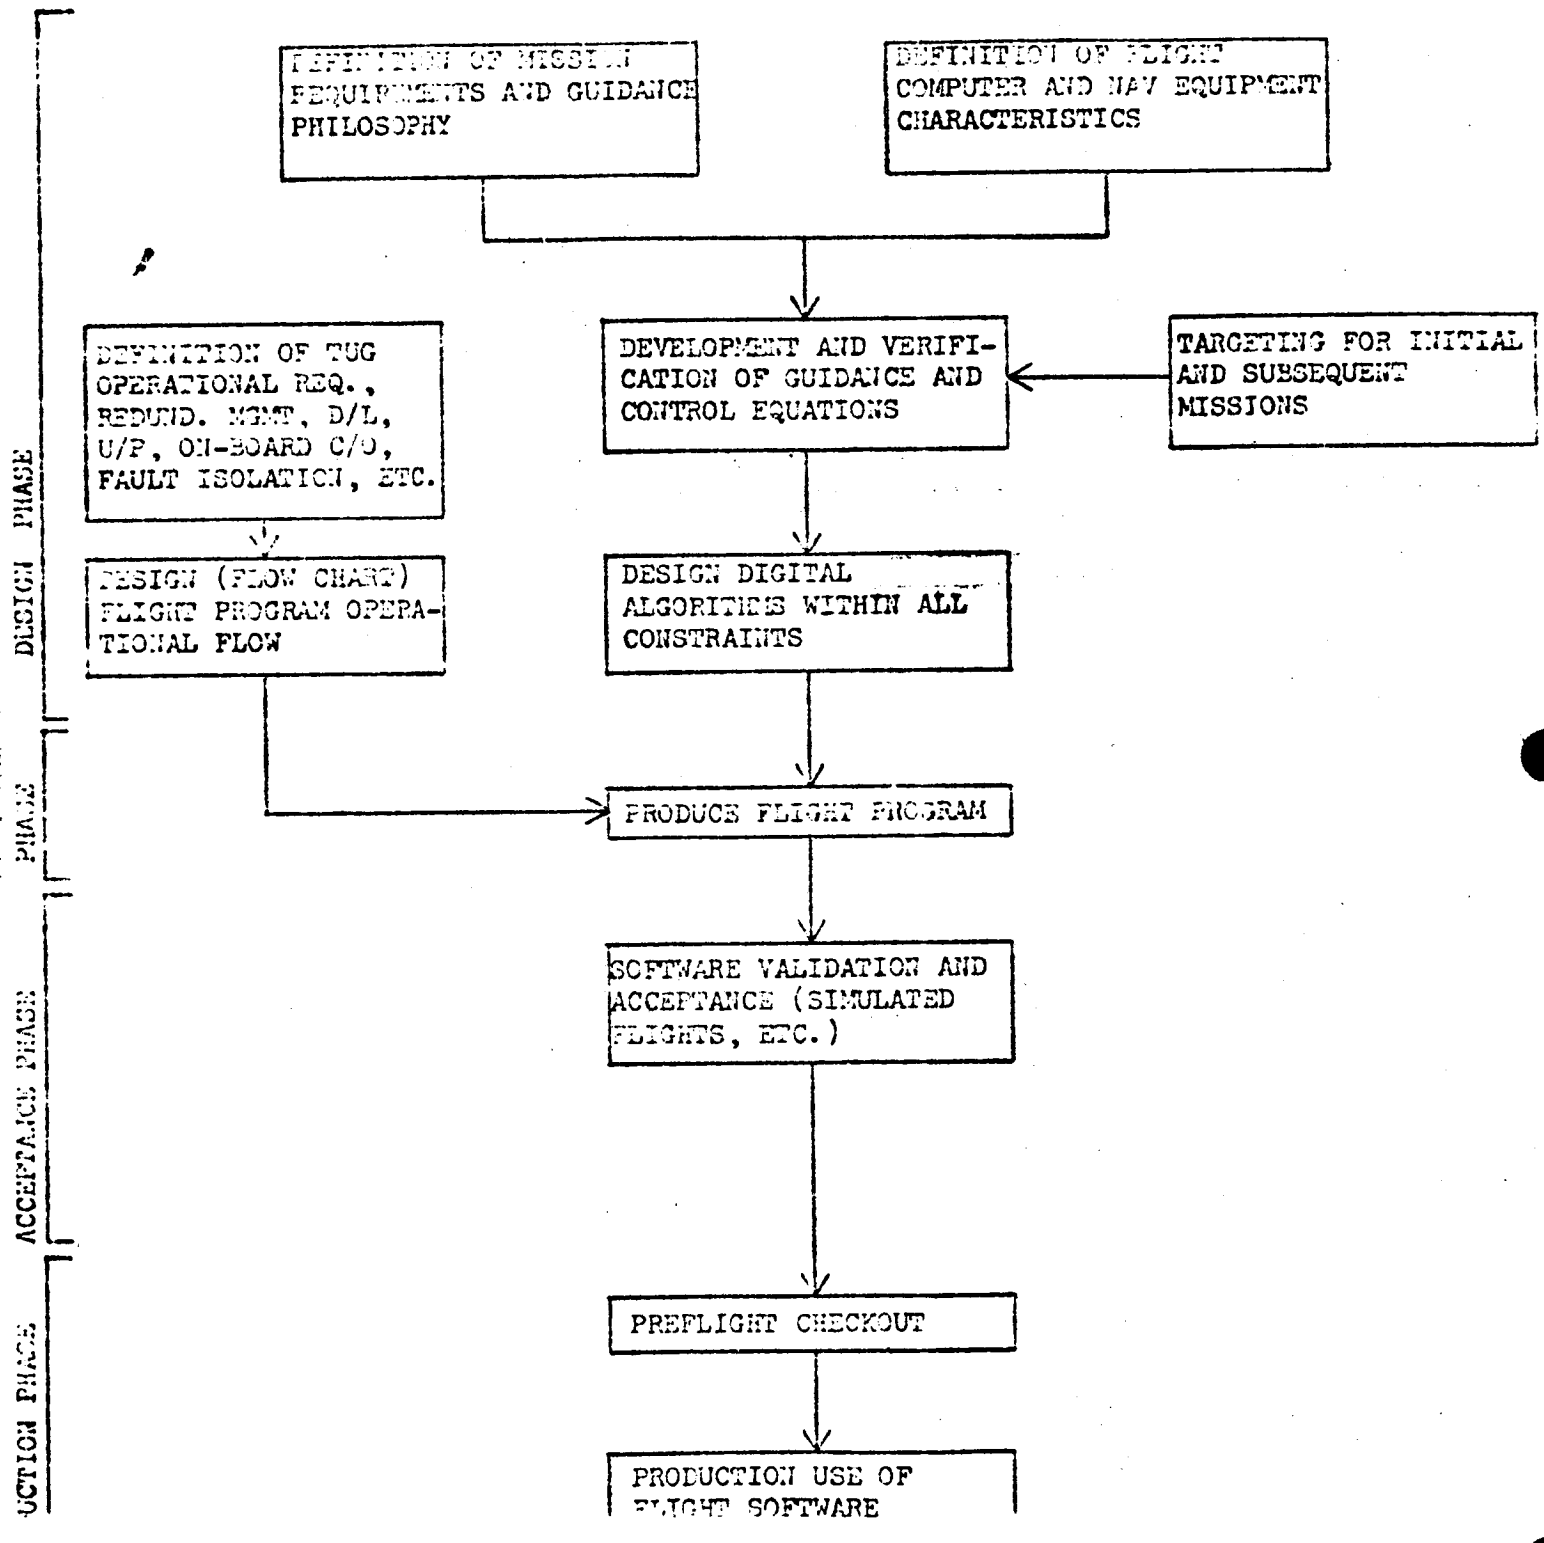 DEFINITION OF MISSION
REQUIREMENTS AND GUIDANCE
PHILOSOPHY
DEFINITION OF FLIGHT
COMPUTER AND NAV EQUIPMENT
CHARACTERISTICS
DEFINITION OF TUG
OPERATIONAL REQ.,
REDUND. MGMT, D/L,
U/P, ON-BOARD C/O,
FAULT ISOLATION, ETC.
DEVELOPMENT AND VERIFI-
CATION OF GUIDANCE AND
CONTROL EQUATIONS
TARGETING FOR INITIAL
AND SUBSEQUENT
MISSIONS
DESIGN (FLOW CHART)
FLIGHT PROGRAM OPERA-
TIONAL FLOW
DESIGN DIGITAL
ALGORITHMS WITHIN ALL
CONSTRAINTS
DESIGN PHASE
PRODUCE FLIGHT PROGRAM
PHASE
SOFTWARE VALIDATION AND
ACCEPTANCE (SIMULATED
FLIGHTS, ETC.)
ACCEPTANCE PHASE
PREFLIGHT CHECKOUT
PRODUCTION USE OF
FLIGHT SOFTWARE
UCTION PHASE